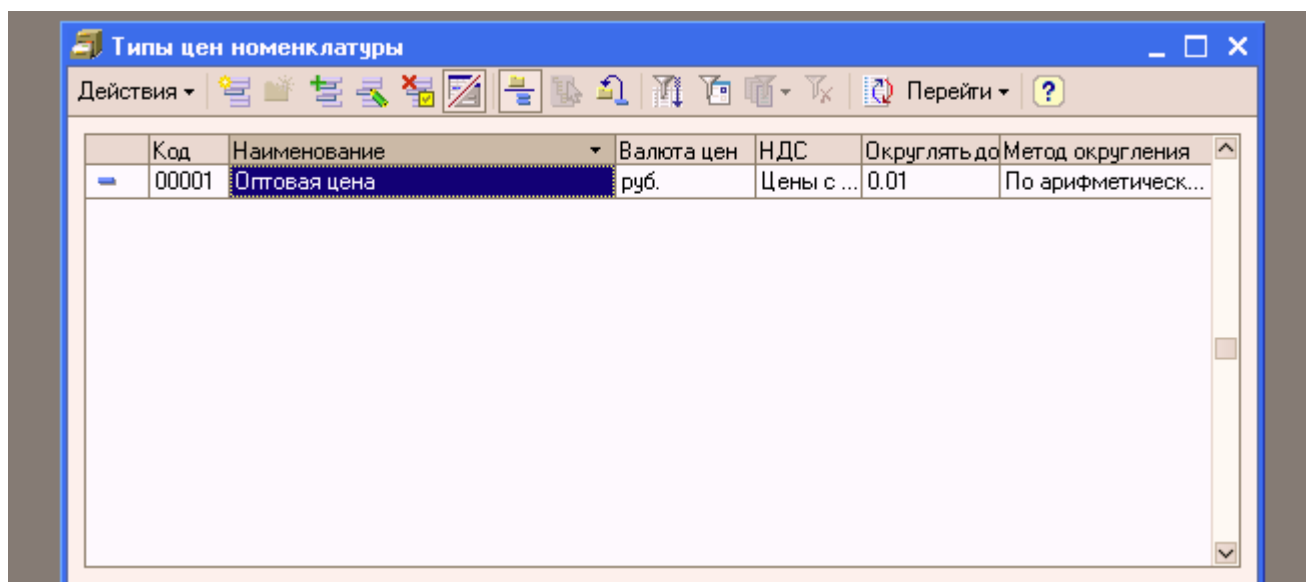 Типы цен номенклатуры
Действия Перейти ?
Код Наименование Валюта цен НДС Округлять до Метод округления
00001 Оптовая цена руб. Цены с ... 0.01 По арифметическ...